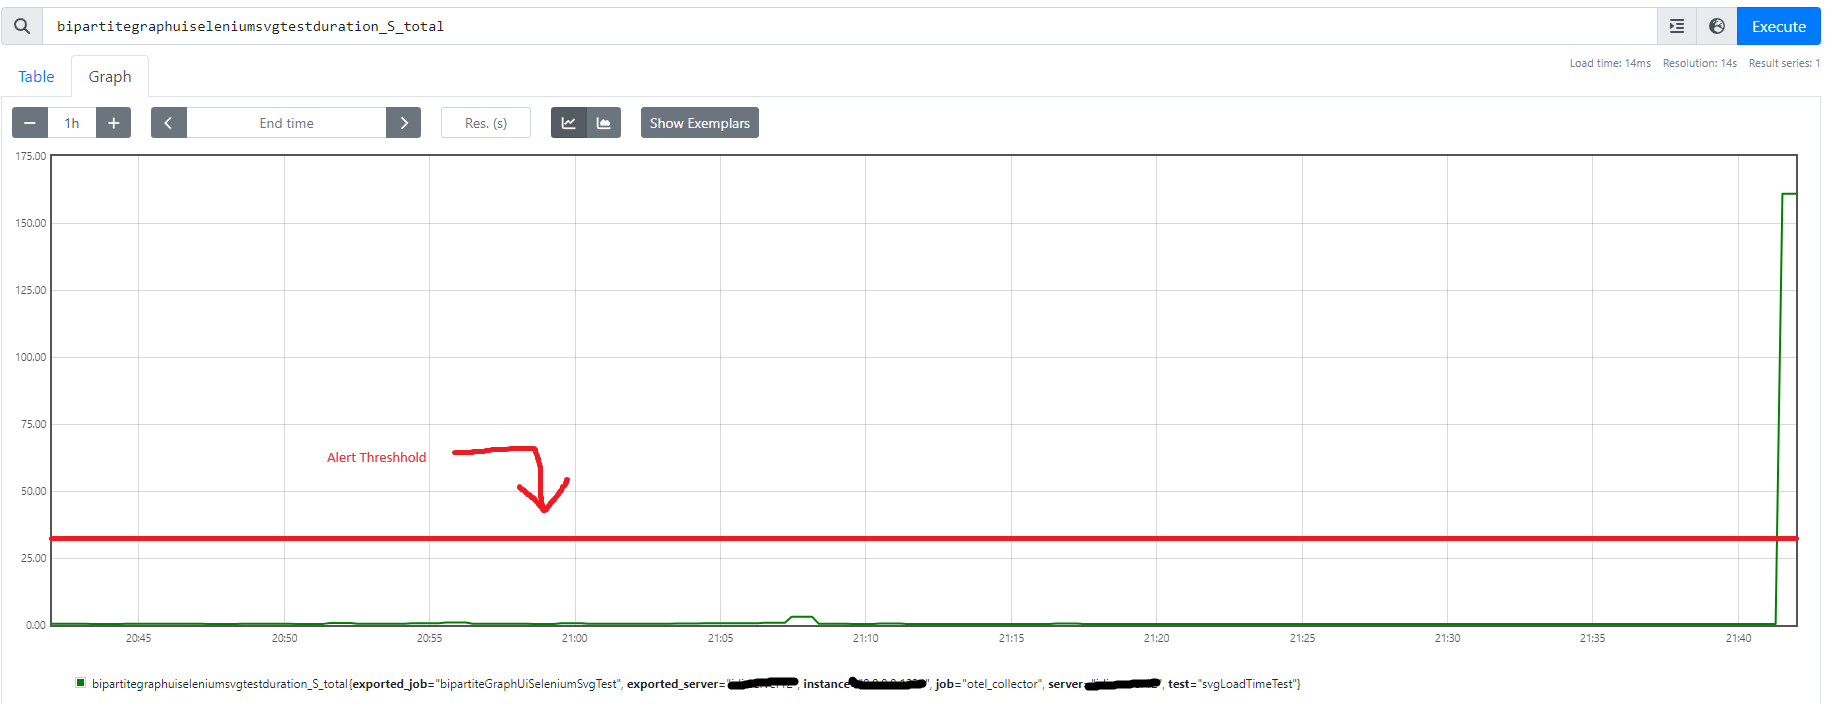 bipartitegraphuiseleniumsvgtestduration_S_total
Execute
Table
Graph
Load time: 14ms Resolution: 14s Result series: 1
1h
End time
Res. (s)
Show Exemplars
175.00
150.00
125.00
100.00
75.00
Alert Threshhold
50.00
25.00
0.00
20:45 20:50 20:55 21:00 21:05 21:10 21:15 21:20 21:25 21:30 21:35 21:40
bipartitegraphuiseleniumsvgtestduration_S_total{exported_job="bipartiteGraphUiSeleniumSvgTest", exported_server= instance job="otel_collector", server= test="svgLoadTimeTest"}